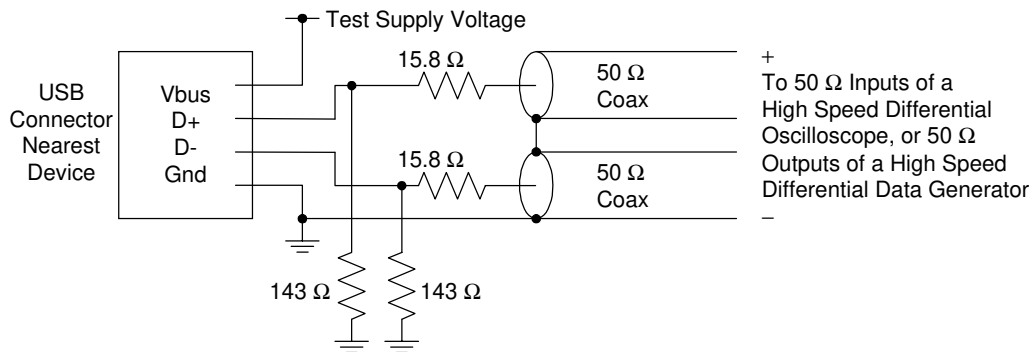 Test Supply Voltage
USB
Connector
Nearest
Device
Vbus
D+
D-
Gnd
15.8 Ω
50 Ω
Coax
15.8 Ω
50 Ω
Coax
+
To 50 Ω Inputs of a
High Speed Differential
Oscilloscope, or 50 Ω
Outputs of a High Speed
Differential Data Generator
−
143 Ω
143 Ω